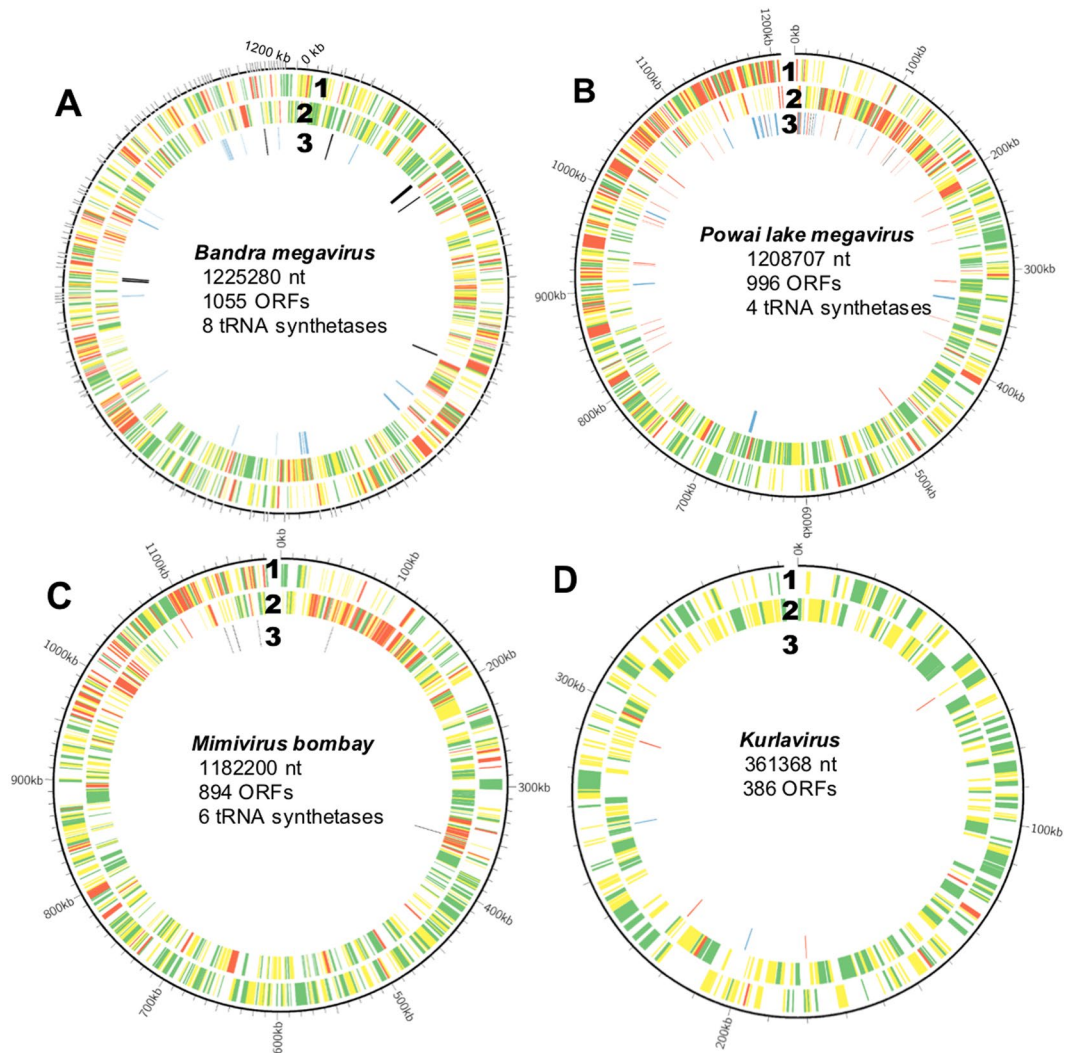 A
1200 kb
0 kb
1
2
3
Bandra megavirus
1225280 nt
1055 ORFs
8 tRNA synthetases
B
1200kb
0kb
100kb
200kb
300kb
400kb
500kb
600kb
700kb
800kb
900kb
1000kb
1100kb
1
2
3
Powai lake megavirus
1208707 nt
996 ORFs
4 tRNA synthetases
C
0kb
100kb
200kb
300kb
400kb
500kb
600kb
700kb
800kb
900kb
1000kb
1100kb
1
2
3
Mimivirus bombay
1182200 nt
894 ORFs
6 tRNA synthetases
D
0k
100kb
200kb
300kb
1
2
3
Kurlavirus
361368 nt
386 ORFs